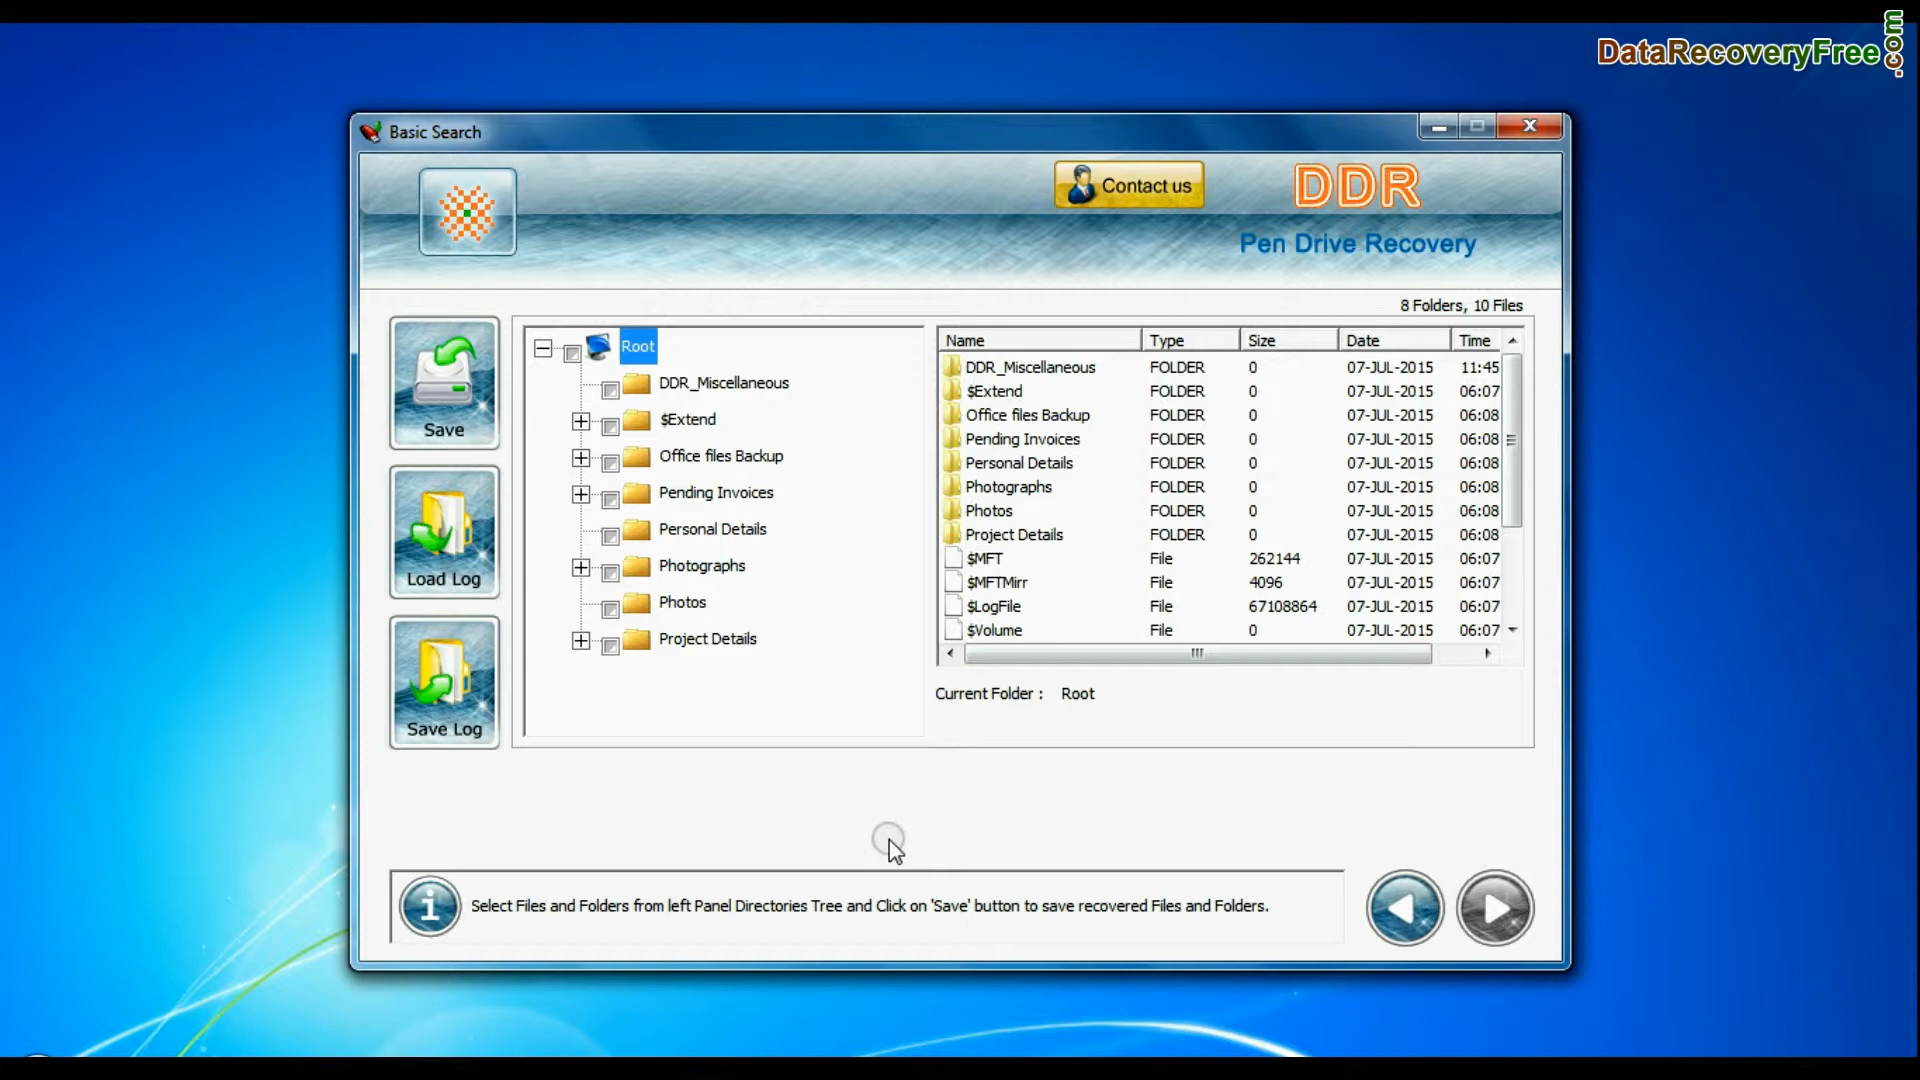 DataRecoveryFree.com
Basic Search
Contact us
DDR
Pen Drive Recovery
8 Folders, 10 Files
Save
Load Log
Save Log
Root
DDR_Miscellaneous
$Extend
Office files Backup
Pending Invoices
Personal Details
Photographs
Photos
Project Details
Name Type Size Date Time
DDR_Miscellaneous FOLDER 0 07-JUL-2015 11:45
$Extend FOLDER 0 07-JUL-2015 06:07
Office files Backup FOLDER 0 07-JUL-2015 06:08
Pending Invoices FOLDER 0 07-JUL-2015 06:08
Personal Details FOLDER 0 07-JUL-2015 06:08
Photographs FOLDER 0 07-JUL-2015 06:08
Photos FOLDER 0 07-JUL-2015 06:08
Project Details FOLDER 0 07-JUL-2015 06:08
$MFT File 262144 07-JUL-2015 06:07
$MFTMirr File 4096 07-JUL-2015 06:07
$LogFile File 67108864 07-JUL-2015 06:07
$Volume File 0 07-JUL-2015 06:07
Current Folder : Root
Select Files and Folders from left Panel Directories Tree and Click on 'Save' button to save recovered Files and Folders.